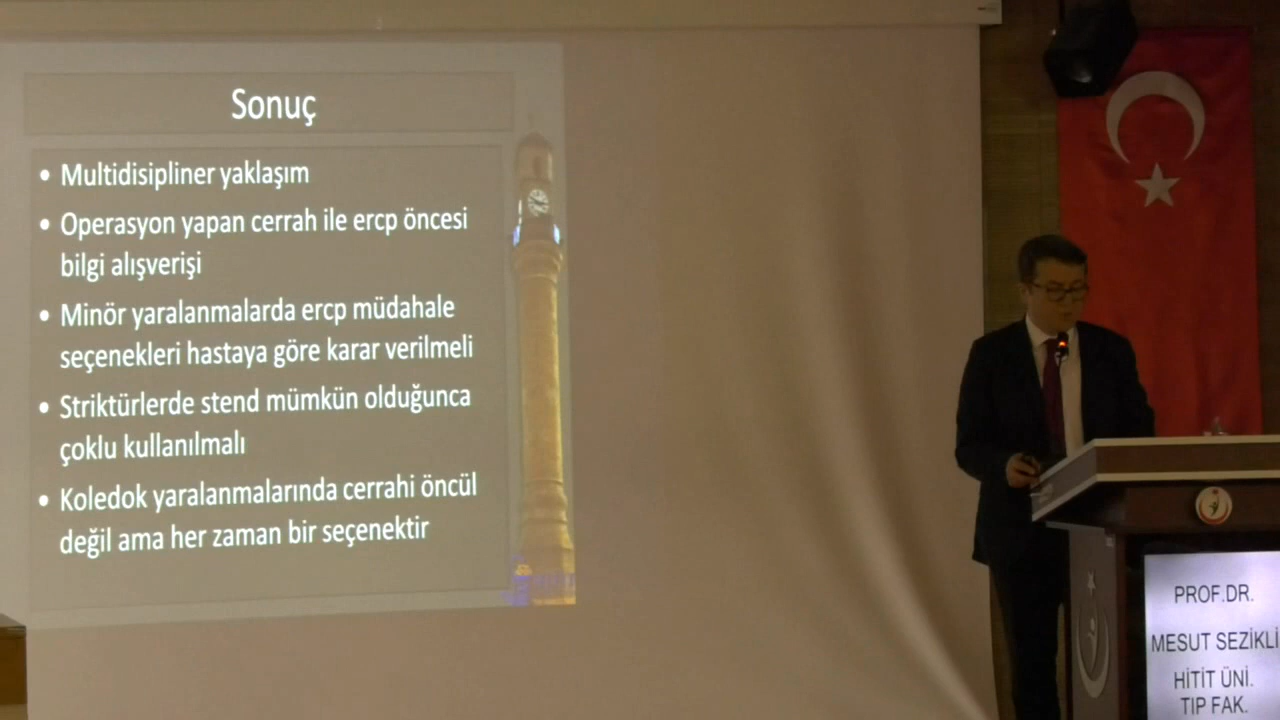 Sonuç
• Multidisipliner yaklaşım
• Operasyon yapan cerrah ile ercp öncesi
bilgi alışverişi
• Minör yaralanmalarda ercp müdahale
seçenekleri hastaya göre karar verilmeli
• Striktürlerde stend mümkün olduğunca
çoklu kullanılmalı
• Koledok yaralanmalarında cerrahi öncül
değil ama her zaman bir seçenektir
PROF.DR.
MESUT SEZİKLİ
HİTİT ÜNİ.
TIP FAK.